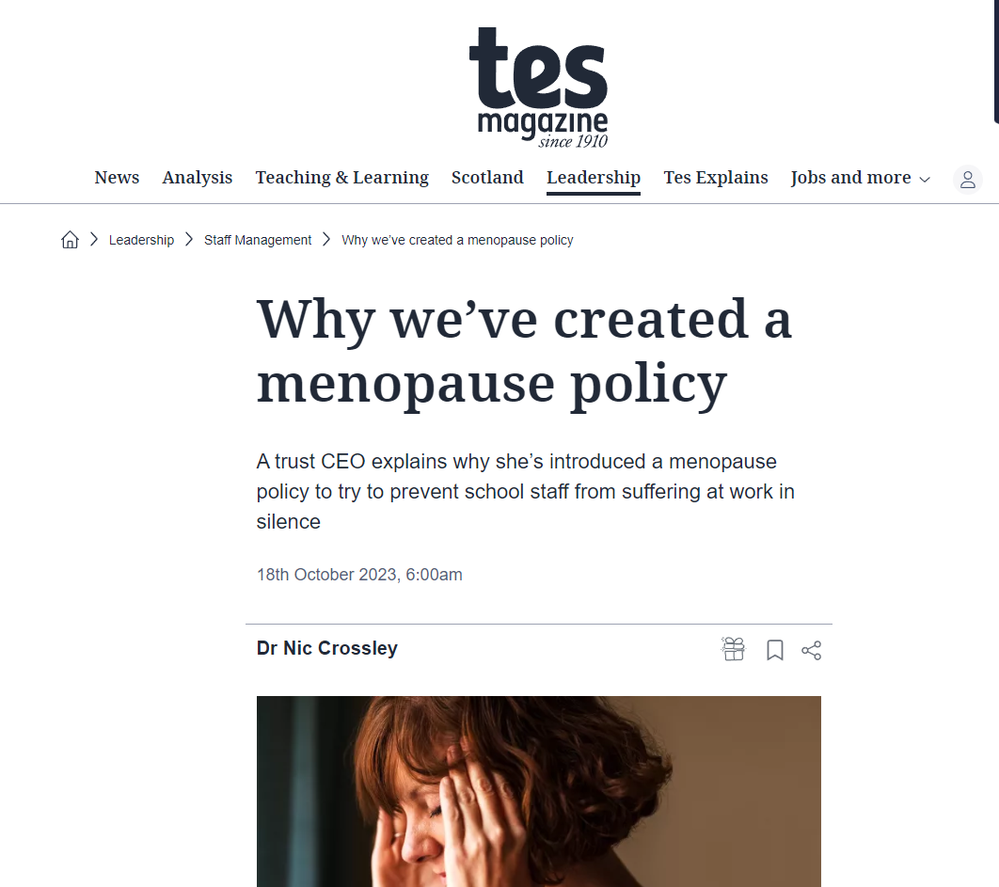 tes
magazine
since 1910
News Analysis Teaching & Learning Scotland Leadership Tes Explains Jobs and more
Leadership Staff Management Why we’ve created a menopause policy
Why we’ve created a
menopause policy
A trust CEO explains why she’s introduced a menopause
policy to try to prevent school staff from suffering at work in
silence
18th October 2023, 6:00am
Dr Nic Crossley